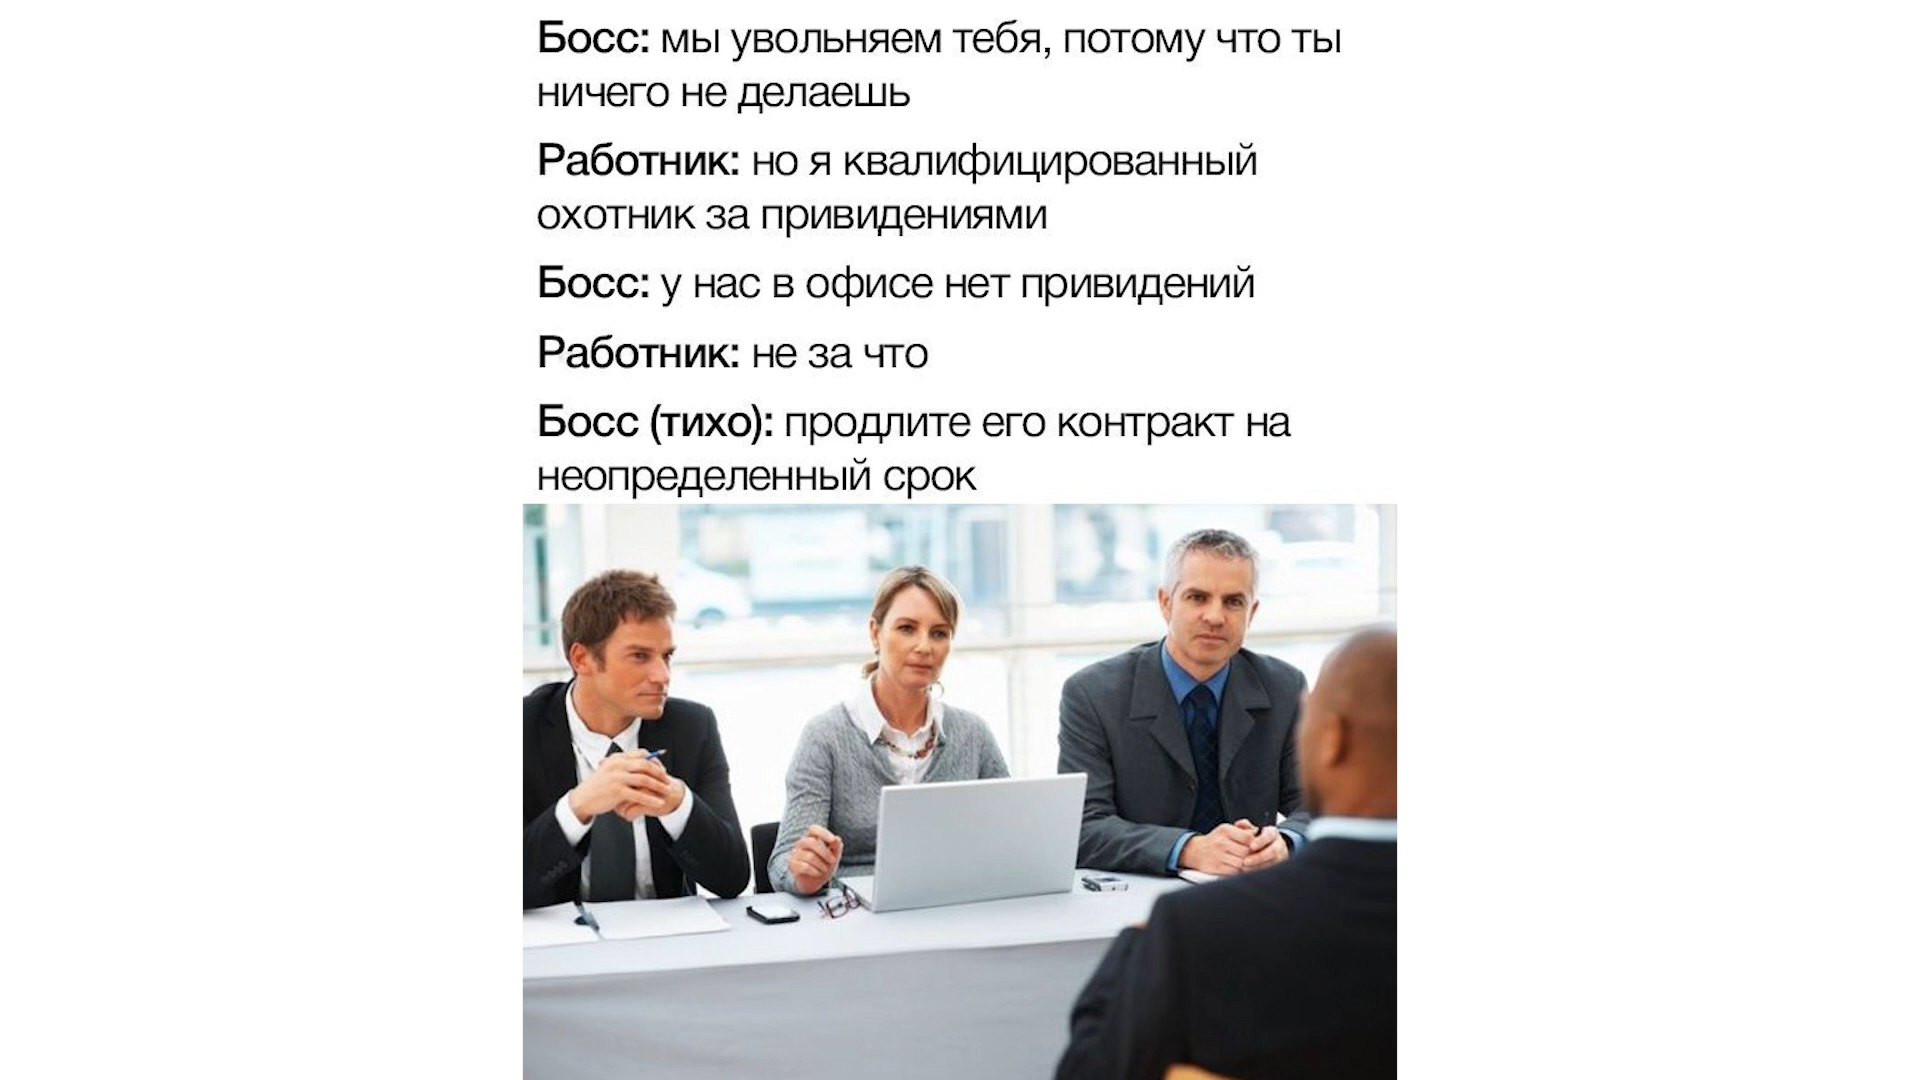 Босс: мы увольняем тебя, потому что ты
ничего не делаешь
Работник: но я квалифицированный
охотник за привидениями
Босс: у нас в офисе нет привидений
Работник: не за что
Босс (тихо): продлите его контракт на
неопределенный срок